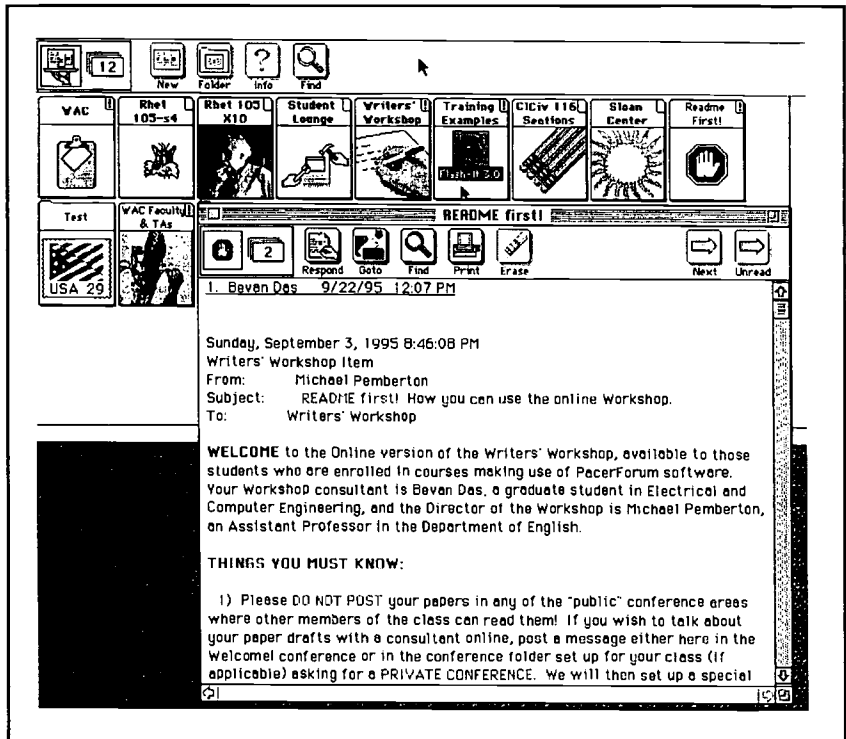 12
New Folder Info Find
WAC
Rhet 105-s4
Rhet 105 X10
Student Lounge
Writers' Workshop
Training Examples
Flash-It 3.0
ClCiv 116 Sections
Sloan Center
Readme First!
Test
USA 29
WAC Faculty & TAs
README first!
2
Respond Goto Find Print Erase Next Unread
1. Bevan Das 9/22/95 12:07 PM
Sunday, September 3, 1995 8:46:08 PM
Writers' Workshop Item
From: Michael Pemberton
Subject: README first! How you can use the online Workshop.
To: Writers' Workshop
WELCOME to the Online version of the Writers' Workshop, available to those
students who are enrolled in courses making use of PacerForum software.
Your Workshop consultant is Bevan Das, a graduate student in Electrical and
Computer Engineering, and the Director of the Workshop is Michael Pemberton,
an Assistant Professor in the Department of English.
THINGS YOU MUST KNOW:
1) Please DO NOT POST your papers in any of the "public" conference areas
where other members of the class can read them! If you wish to talk about
your paper drafts with a consultant online, post a message either here in the
Welcome! conference or in the conference folder set up for your class (if
applicable) asking for a PRIVATE CONFERENCE. We will then set up a special